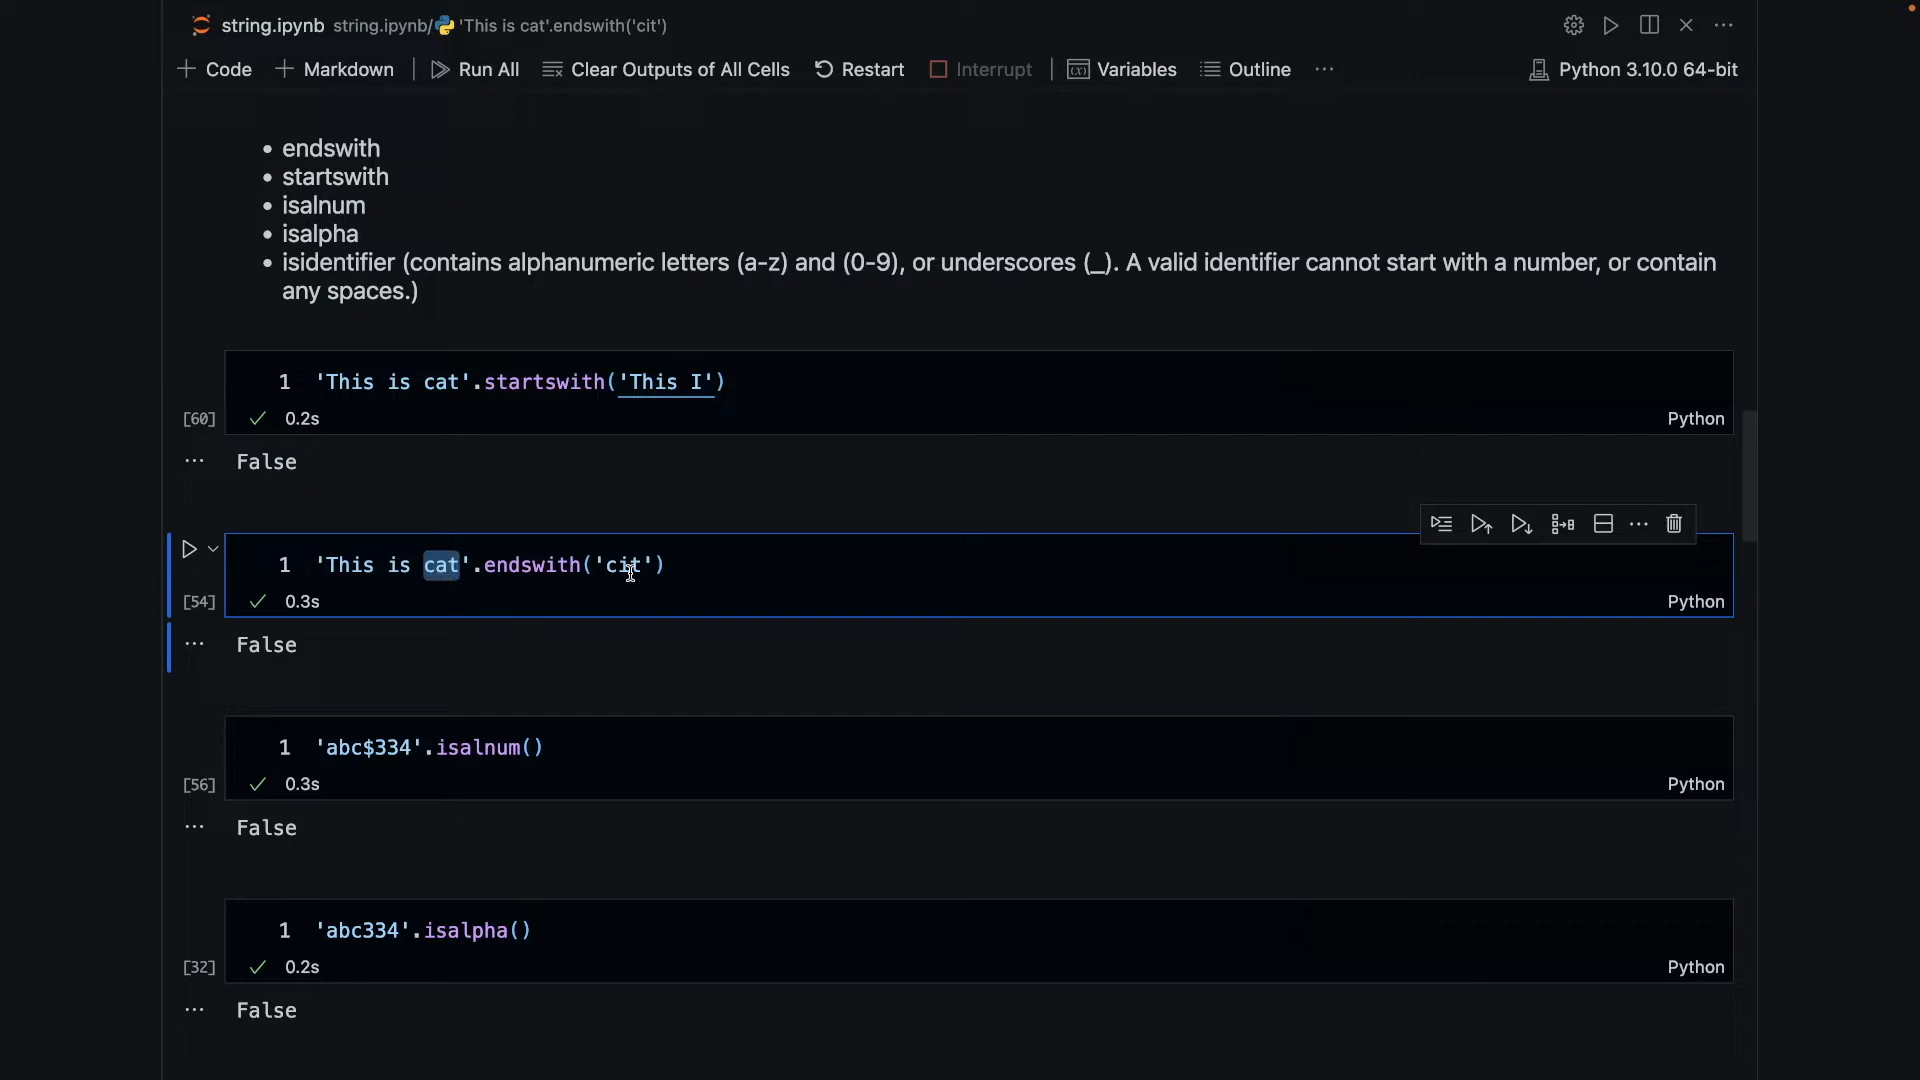 string.ipynb string.ipynb/ 'This is cat'.endswith('cit')
Code Markdown Run All Clear Outputs of All Cells Restart Interrupt Variables Outline ... Python 3.10.0 64-bit
• endswith
• startswith
• isalnum
• isalpha
• isidentifier (contains alphanumeric letters (a-z) and (0-9), or underscores (_). A valid identifier cannot start with a number, or contain
any spaces.)
1 'This is cat'.startswith('This I')
[60] 0.2s Python
... False
1 'This is cat'.endswith('cit')
[54] 0.3s Python
... False
1 'abc$334'.isalnum()
[56] 0.3s Python
... False
1 'abc334'.isalpha()
[32] 0.2s Python
... False